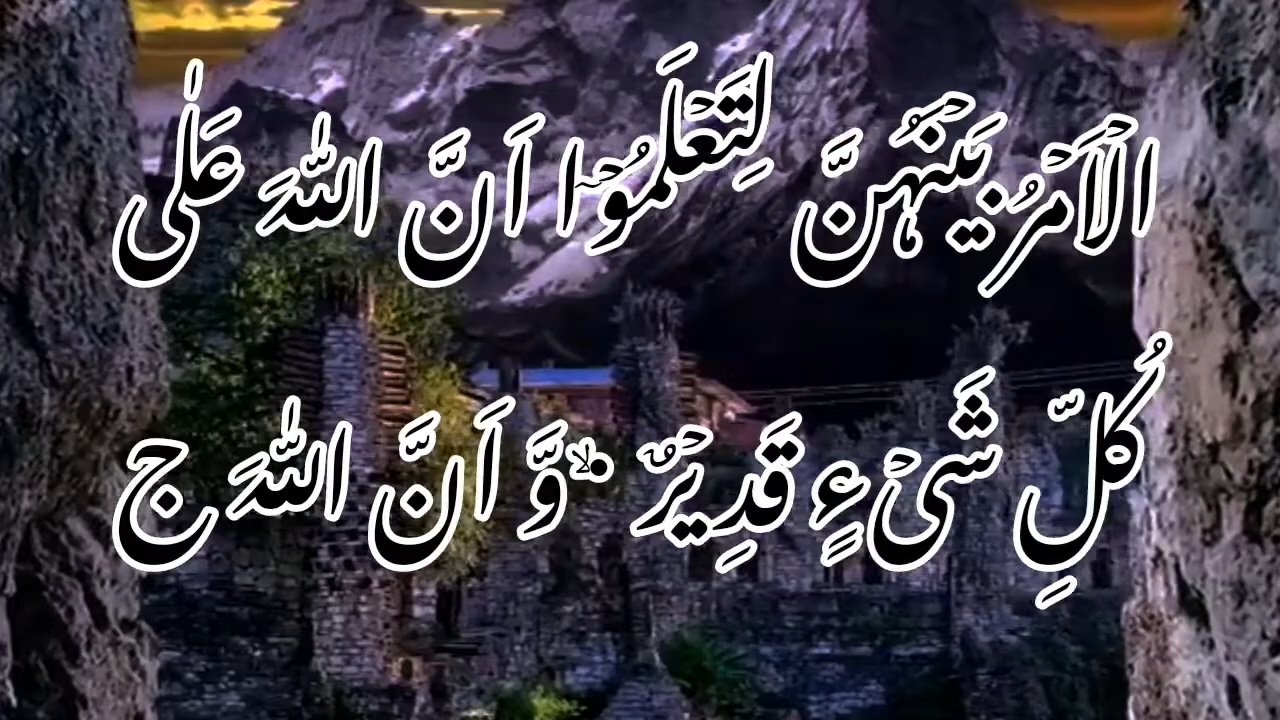 الۡاَمۡرُ بَيۡنَهُنَّ لِتَعۡلَمُوۡۤا اَنَّ اللّٰهَ عَلٰى
كُلِّ شَىۡءٍ قَدِيۡرٌ ۙ وَّ اَنَّ اللّٰهَ ج